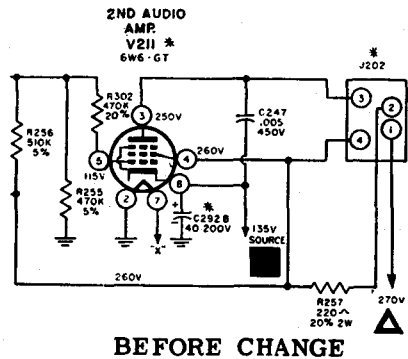 2ND AUDIO
AMP.
V211 *
6W6-GT
*
J202
R302
470K
20%
3
250V
C247
.005
450V
3
2
1
4
R256
510K
5%
5
115V
4
260V
8
R255
470K
5%
2
7
+
*
C292B
40-200V
"X"
135V
SOURCE
260V
R257
220~
20% 2W
270V
BEFORE CHANGE